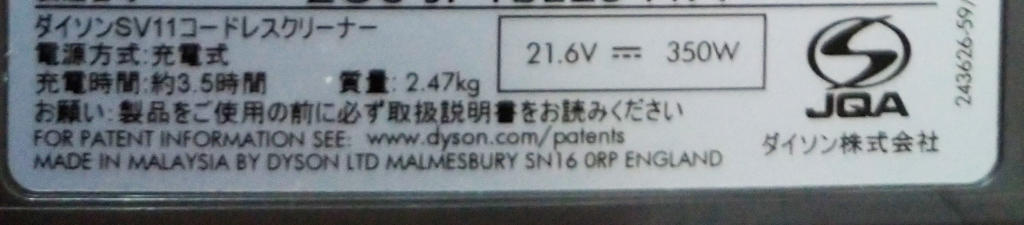 ダイソンSV11コードレスクリーナー
電源方式:充電式
充電時間:約3.5時間 質量: 2.47kg
お願い:製品をご使用の前に必ず取扱説明書をお読みください
FOR PATENT INFORMATION SEE: www.dyson.com/patents
MADE IN MALAYSIA BY DYSON LTD MALMESBURY SN16 0RP ENGLAND
21.6V ⎓ 350W
JQA
ダイソン株式会社
243626-59/